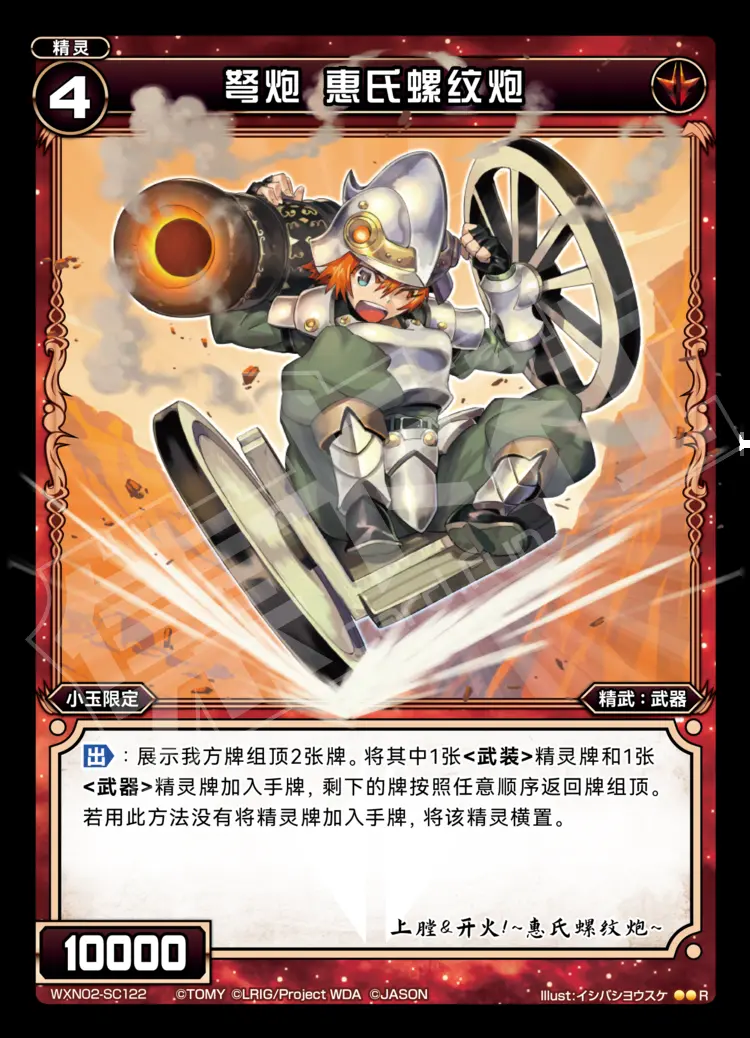 精灵
4
弩炮 惠氏螺纹炮
小玉限定
精武：武器
出：展示我方牌组顶2张牌。将其中1张<武装>精灵牌和1张
<武器>精灵牌加入手牌, 剩下的牌按照任意顺序返回牌组顶。
若用此方法没有将精灵牌加入手牌, 将该精灵横置。
上膛&开火!~惠氏螺纹炮~
10000
WXN02-SC122 ©TOMY ©LRIG/Project WDA ©JASON Illust:イシバシヨウスケ R